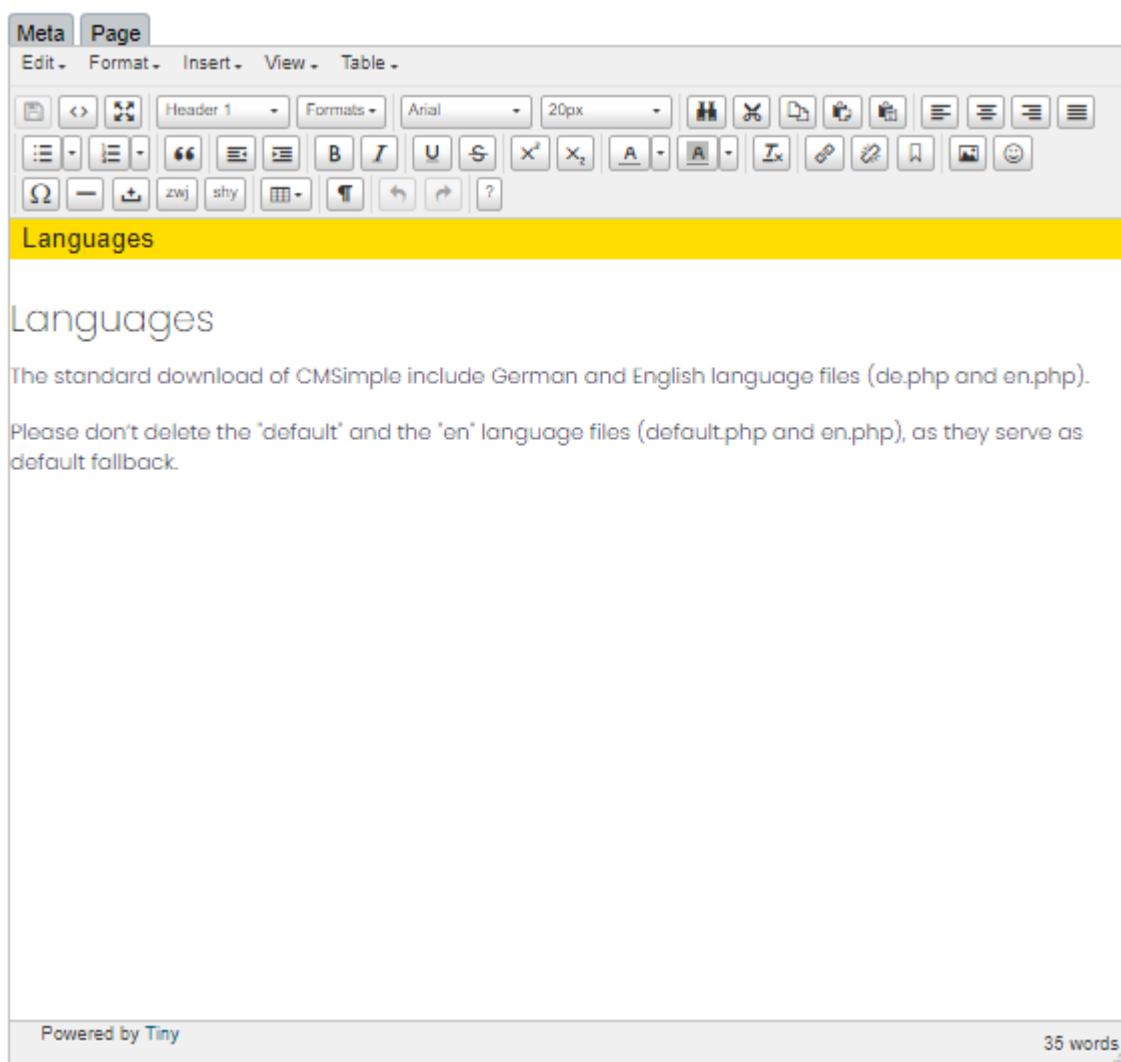 Meta Page
Edit Format Insert View Table
Header 1 Formats Arial 20px
B I U S x² x₂ A A Ix
Ω zwj shy ¶ ?
Languages
Languages
The standard download of CMSimple include German and English language files (de.php and en.php).
Please don't delete the "default" and the "en" language files (default.php and en.php), as they serve as
default fallback.
Powered by Tiny
35 words